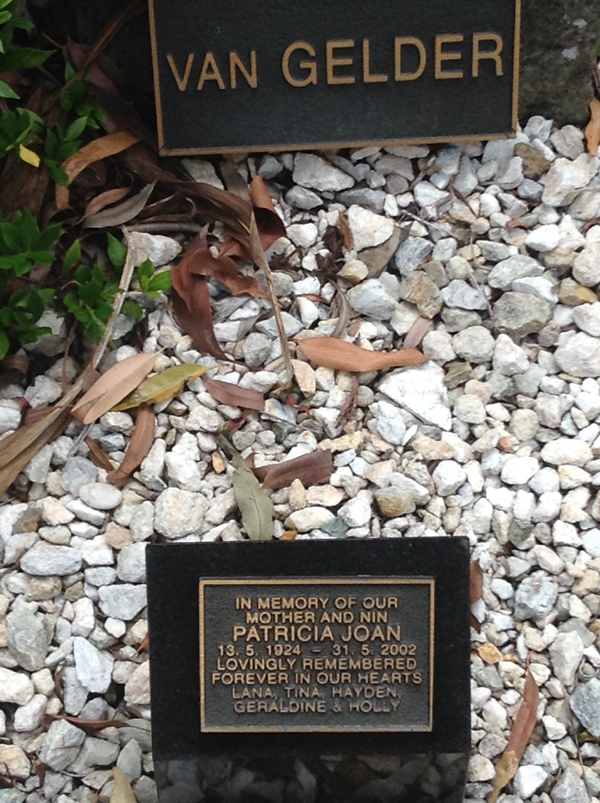 VAN GELDER
IN MEMORY OF OUR
MOTHER AND NIN
PATRICIA JOAN
13. 5. 1924 – 31. 5. 2002
LOVINGLY REMEMBERED
FOREVER IN OUR HEARTS
LANA, TINA, HAYDEN,
GERALDINE & HOLLY